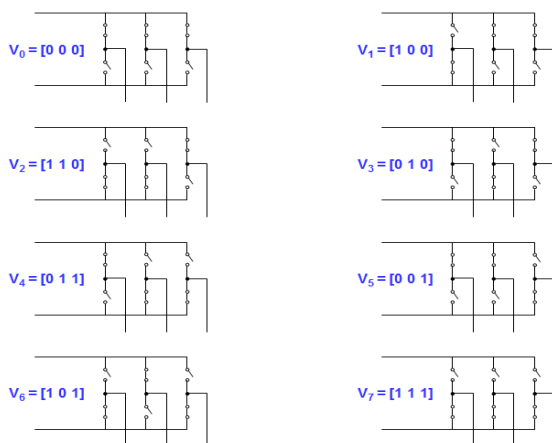 V₀ = [0 0 0]
V₁ = [1 0 0]
V₂ = [1 1 0]
V₃ = [0 1 0]
V₄ = [0 1 1]
V₅ = [0 0 1]
V₆ = [1 0 1]
V₇ = [1 1 1]